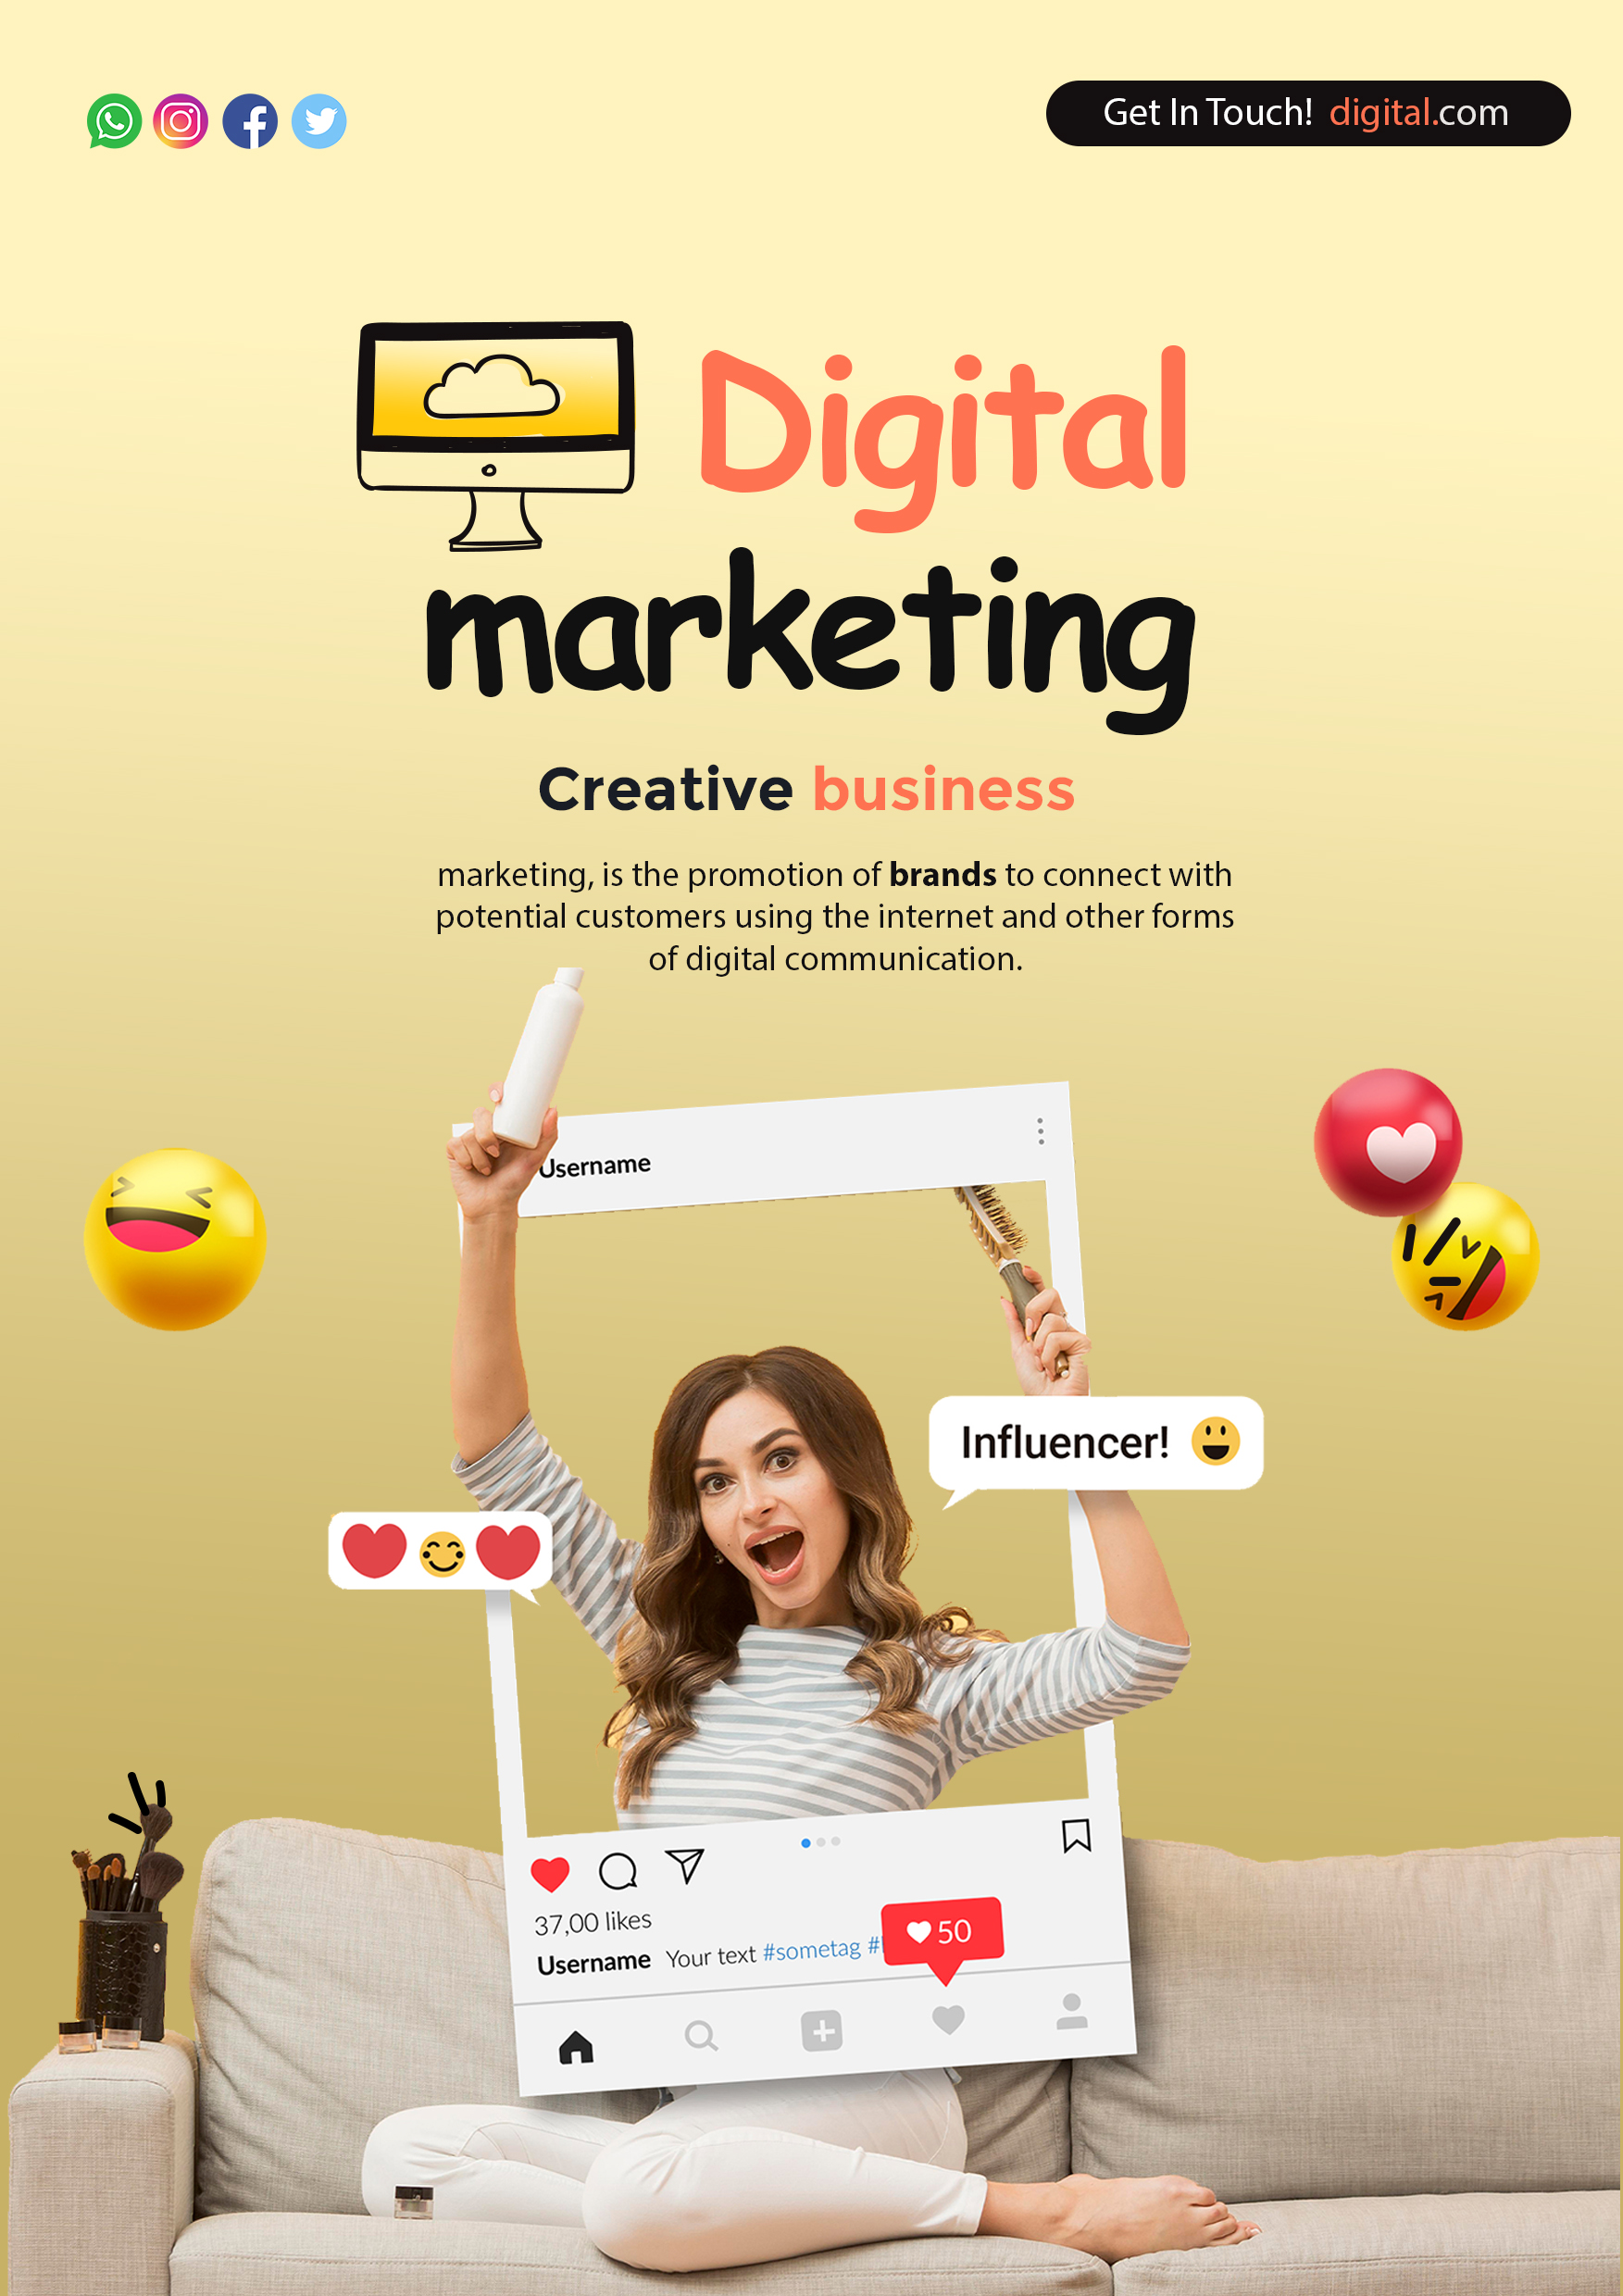 Get In Touch! digital.com
Digital
marketing
Creative business
marketing, is the promotion of brands to connect with
potential customers using the internet and other forms
of digital communication.
Username
Influencer!
37,00 likes
Username Your text #sometag #
50